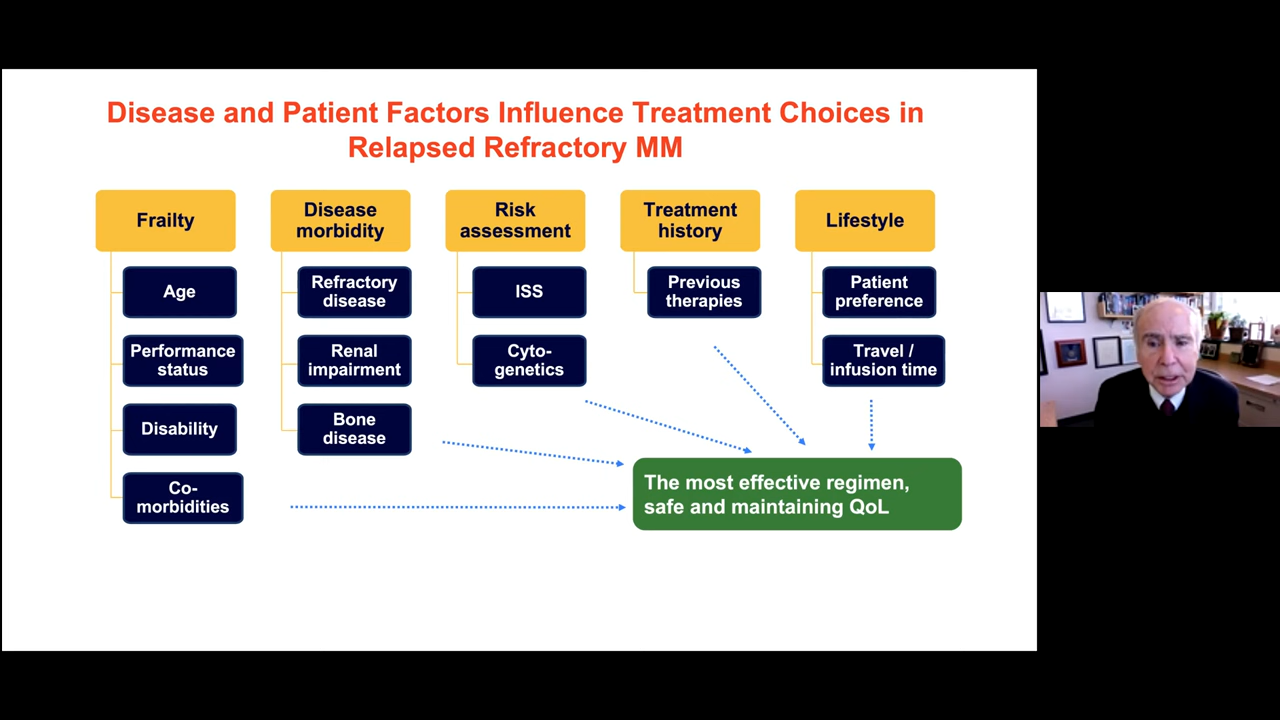 Disease and Patient Factors Influence Treatment Choices in
Relapsed Refractory MM
Frailty
Age
Performance
status
Disability
Co-
morbidities
Disease
morbidity
Refractory
disease
Renal
impairment
Bone
disease
Risk
assessment
ISS
Cyto-
genetics
Treatment
history
Previous
therapies
Lifestyle
Patient
preference
Travel /
infusion time
The most effective regimen,
safe and maintaining QoL